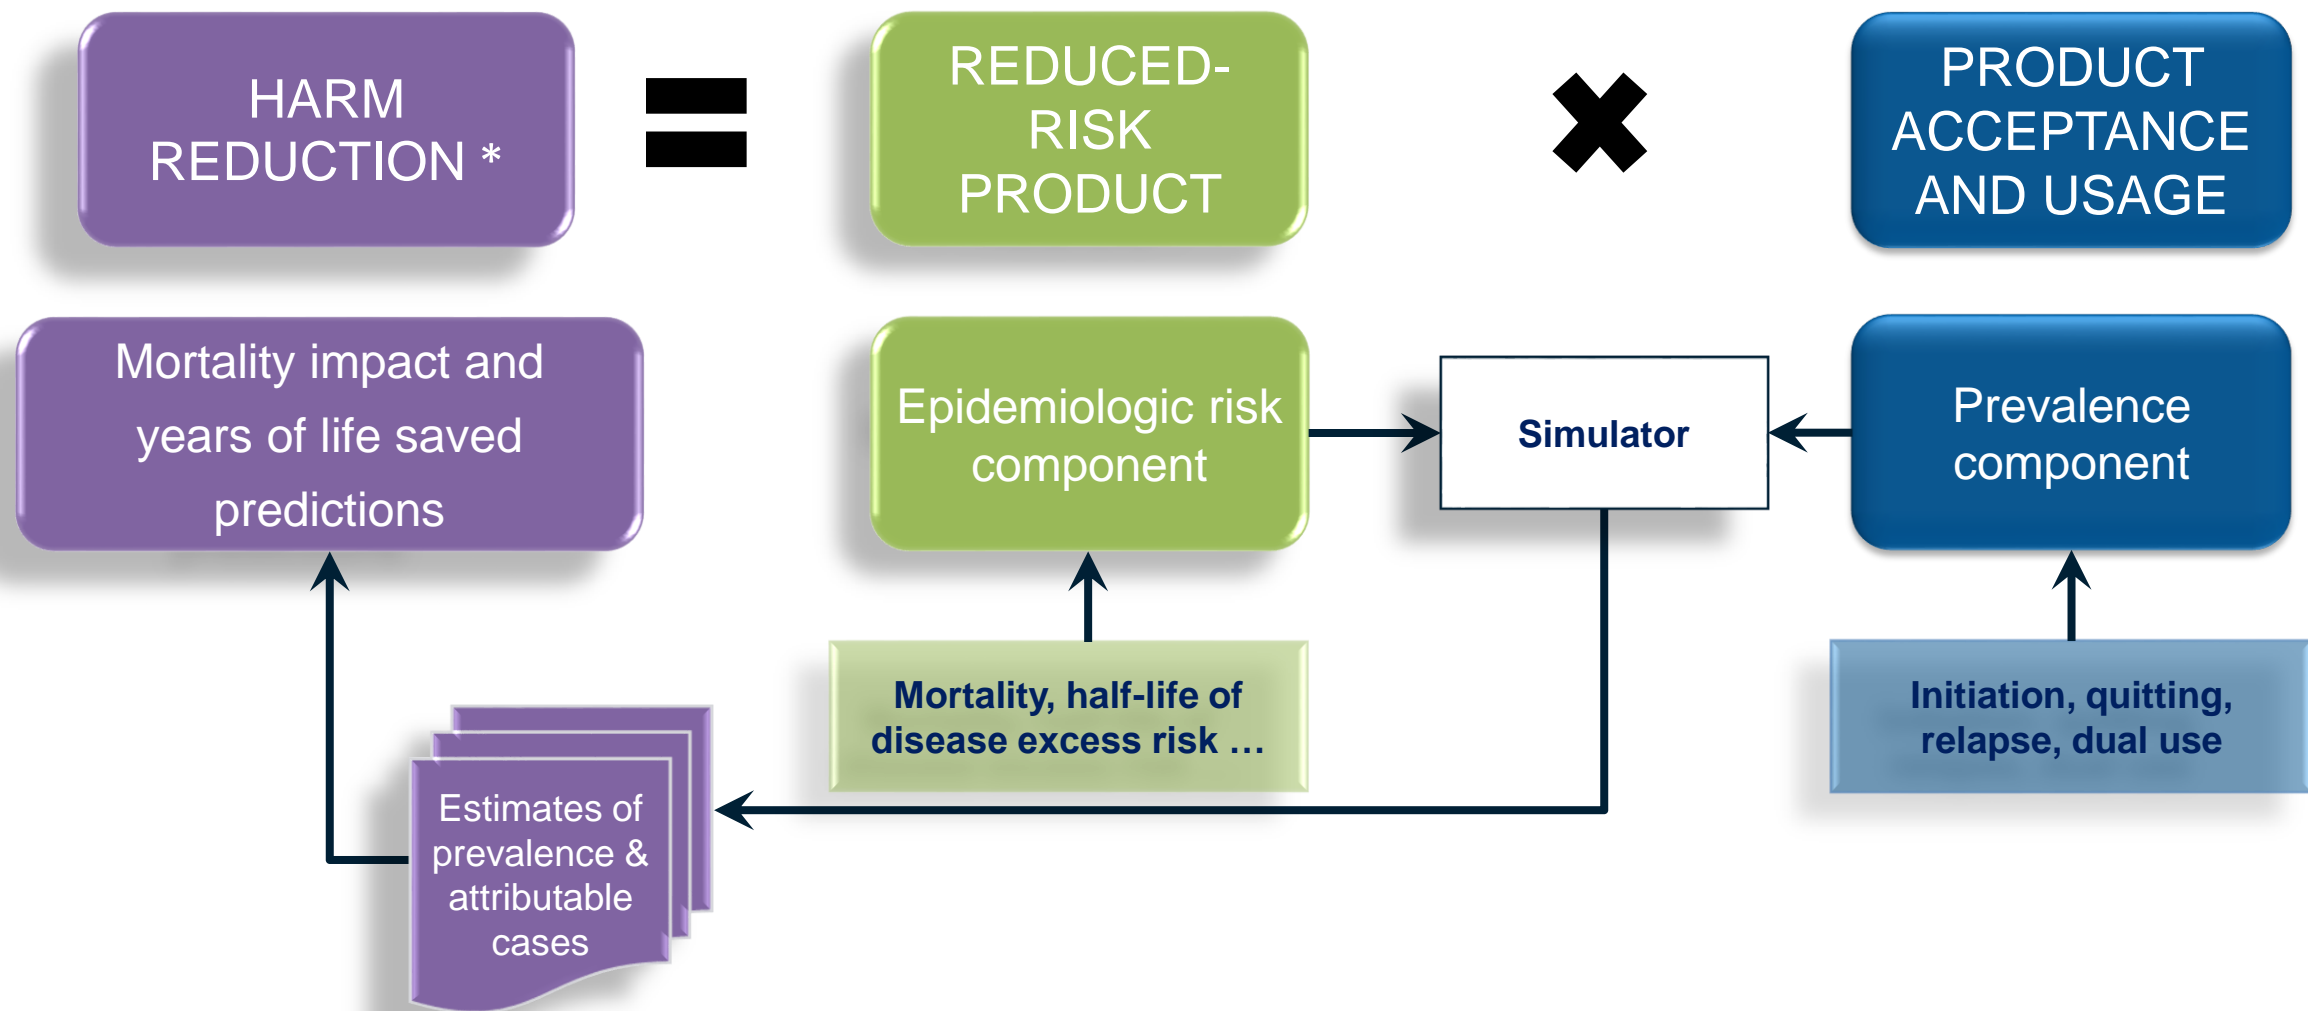 HARM
REDUCTION *
REDUCED-
RISK
PRODUCT
PRODUCT
ACCEPTANCE
AND USAGE
Mortality impact and
years of life saved
predictions
Epidemiologic risk
component
Simulator
Prevalence
component
Mortality, half-life of
disease excess risk …
Initiation, quitting,
relapse, dual use
Estimates of
prevalence &
attributable
cases